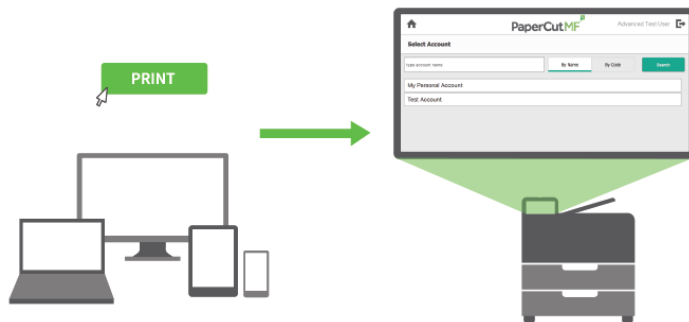 PRINT
PaperCutMF
Advanced Test User
Select Account
type account name
By Name
By Code
Search
My Personal Account
Test Account